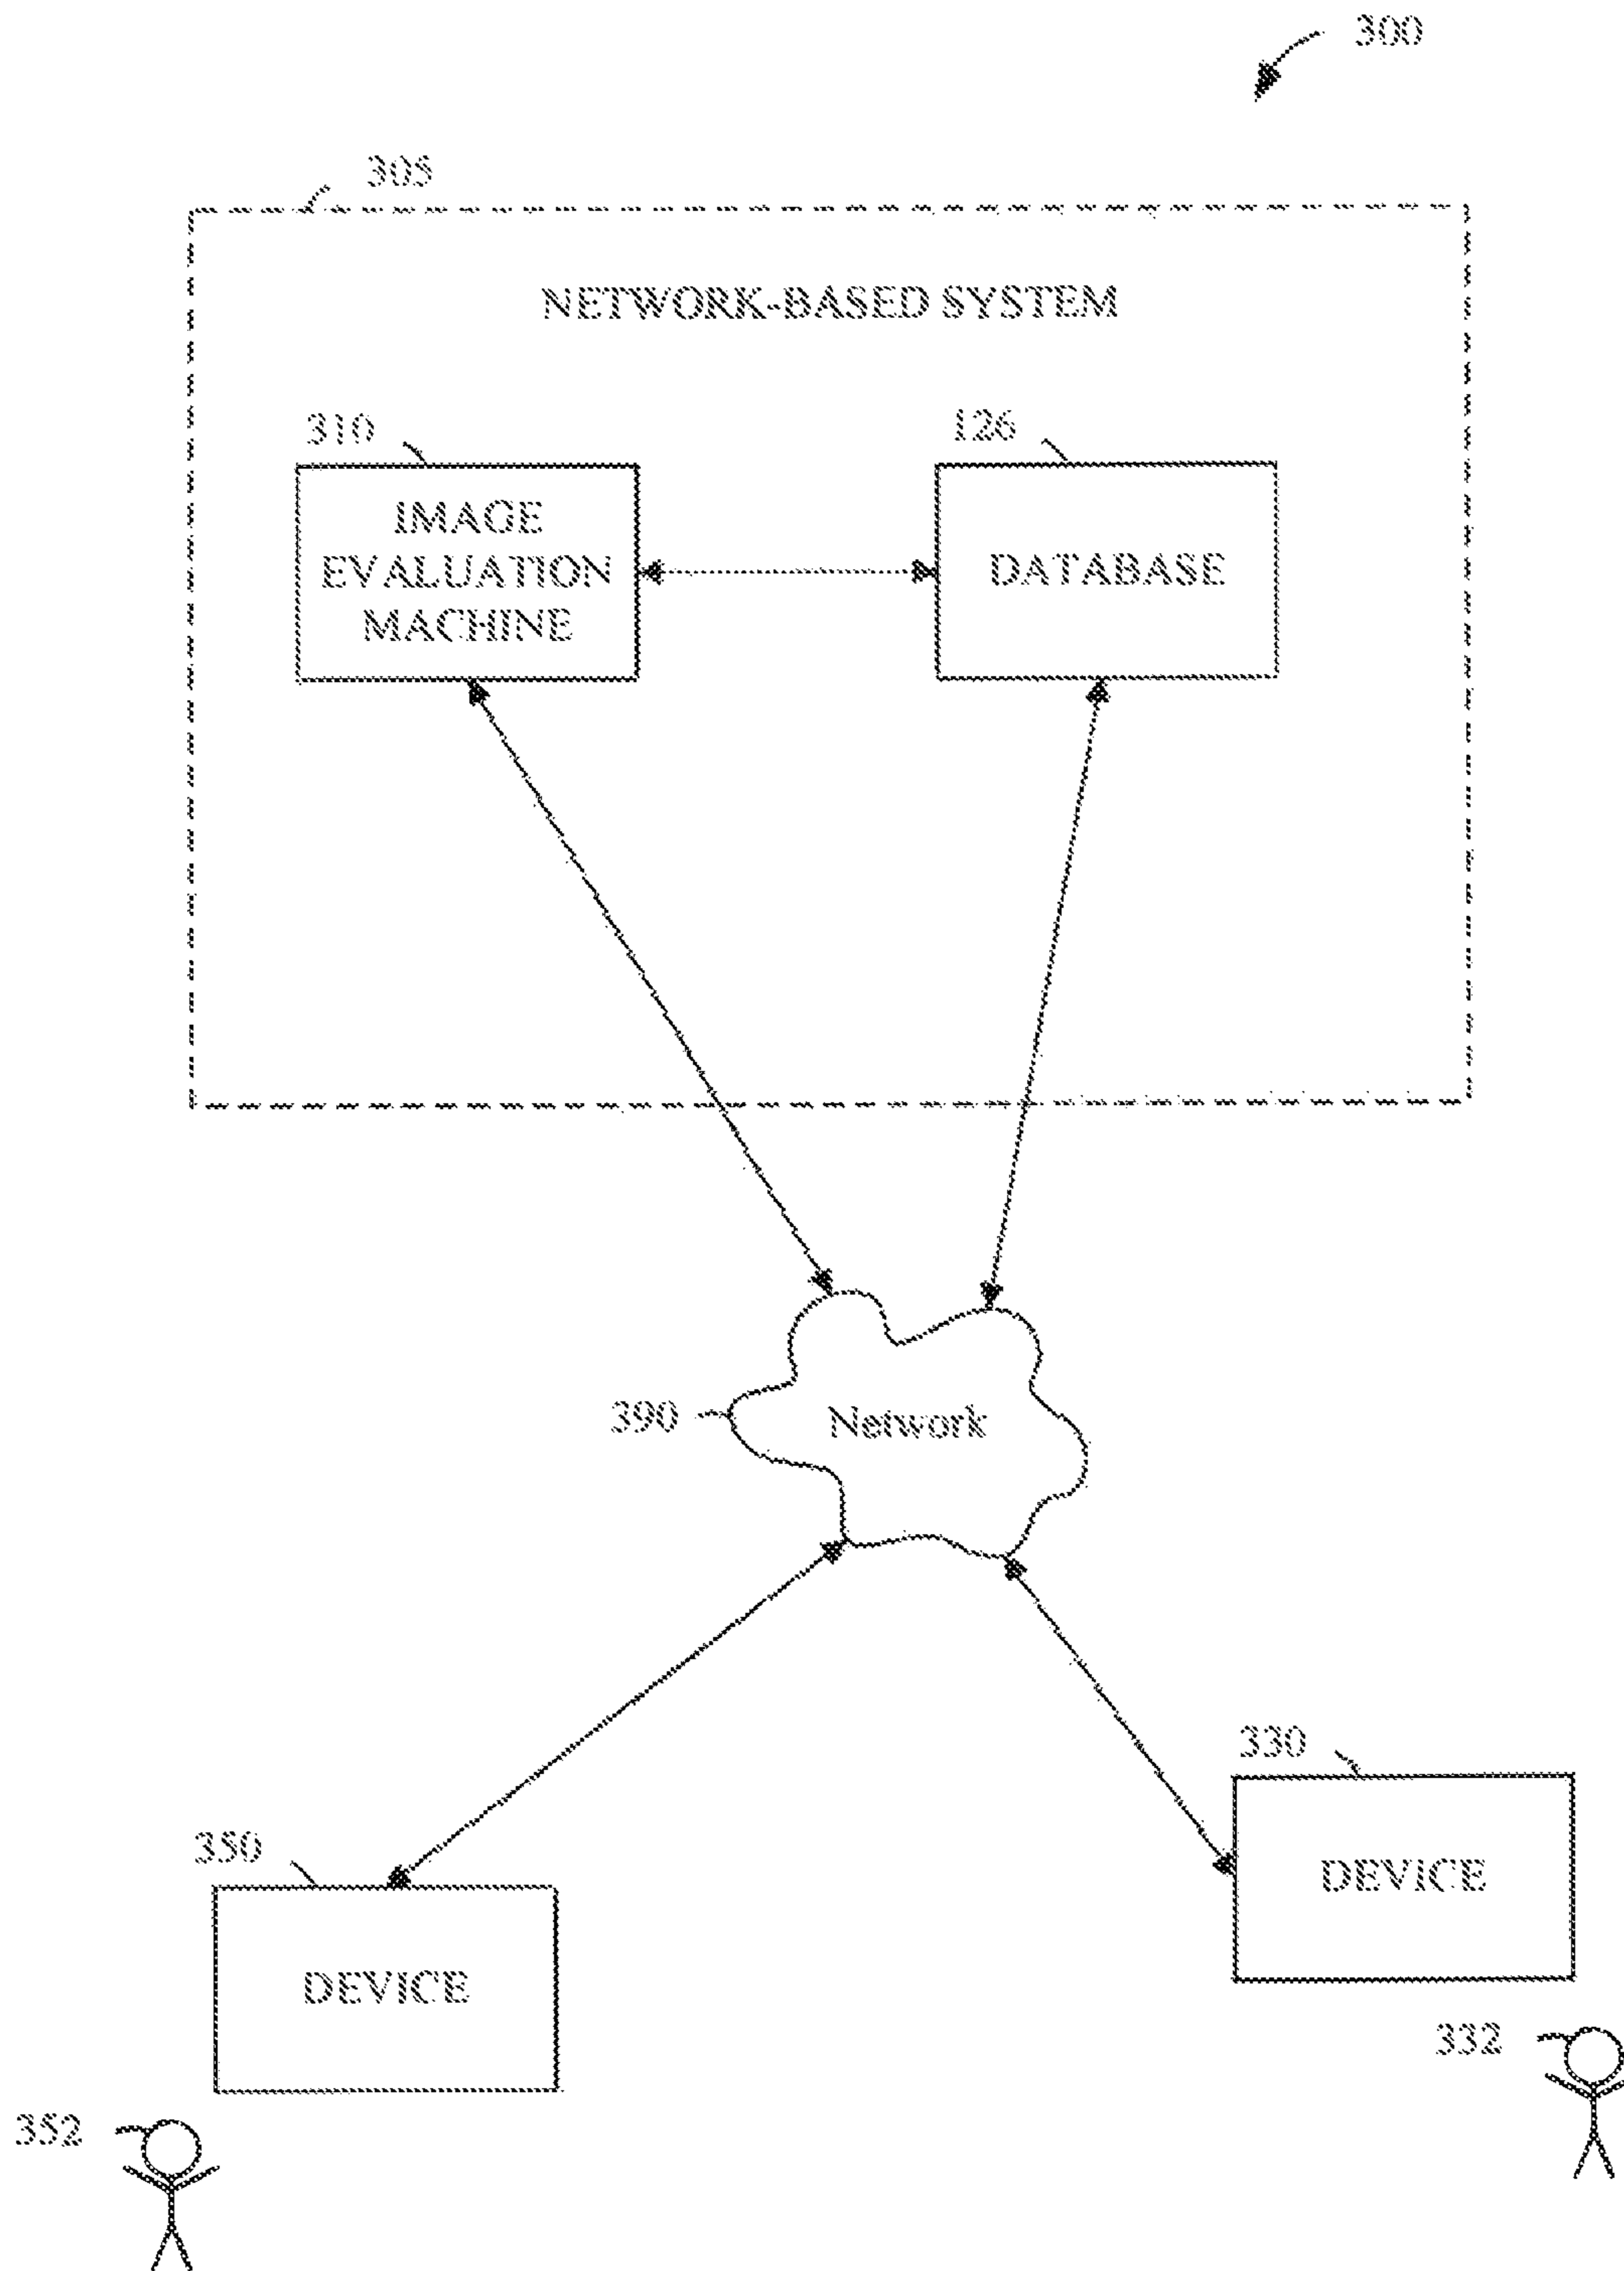 300
305
NETWORK-BASED SYSTEM
310
126
IMAGE
EVALUATION
MACHINE
DATABASE
390
Network
330
DEVICE
350
DEVICE
332
352